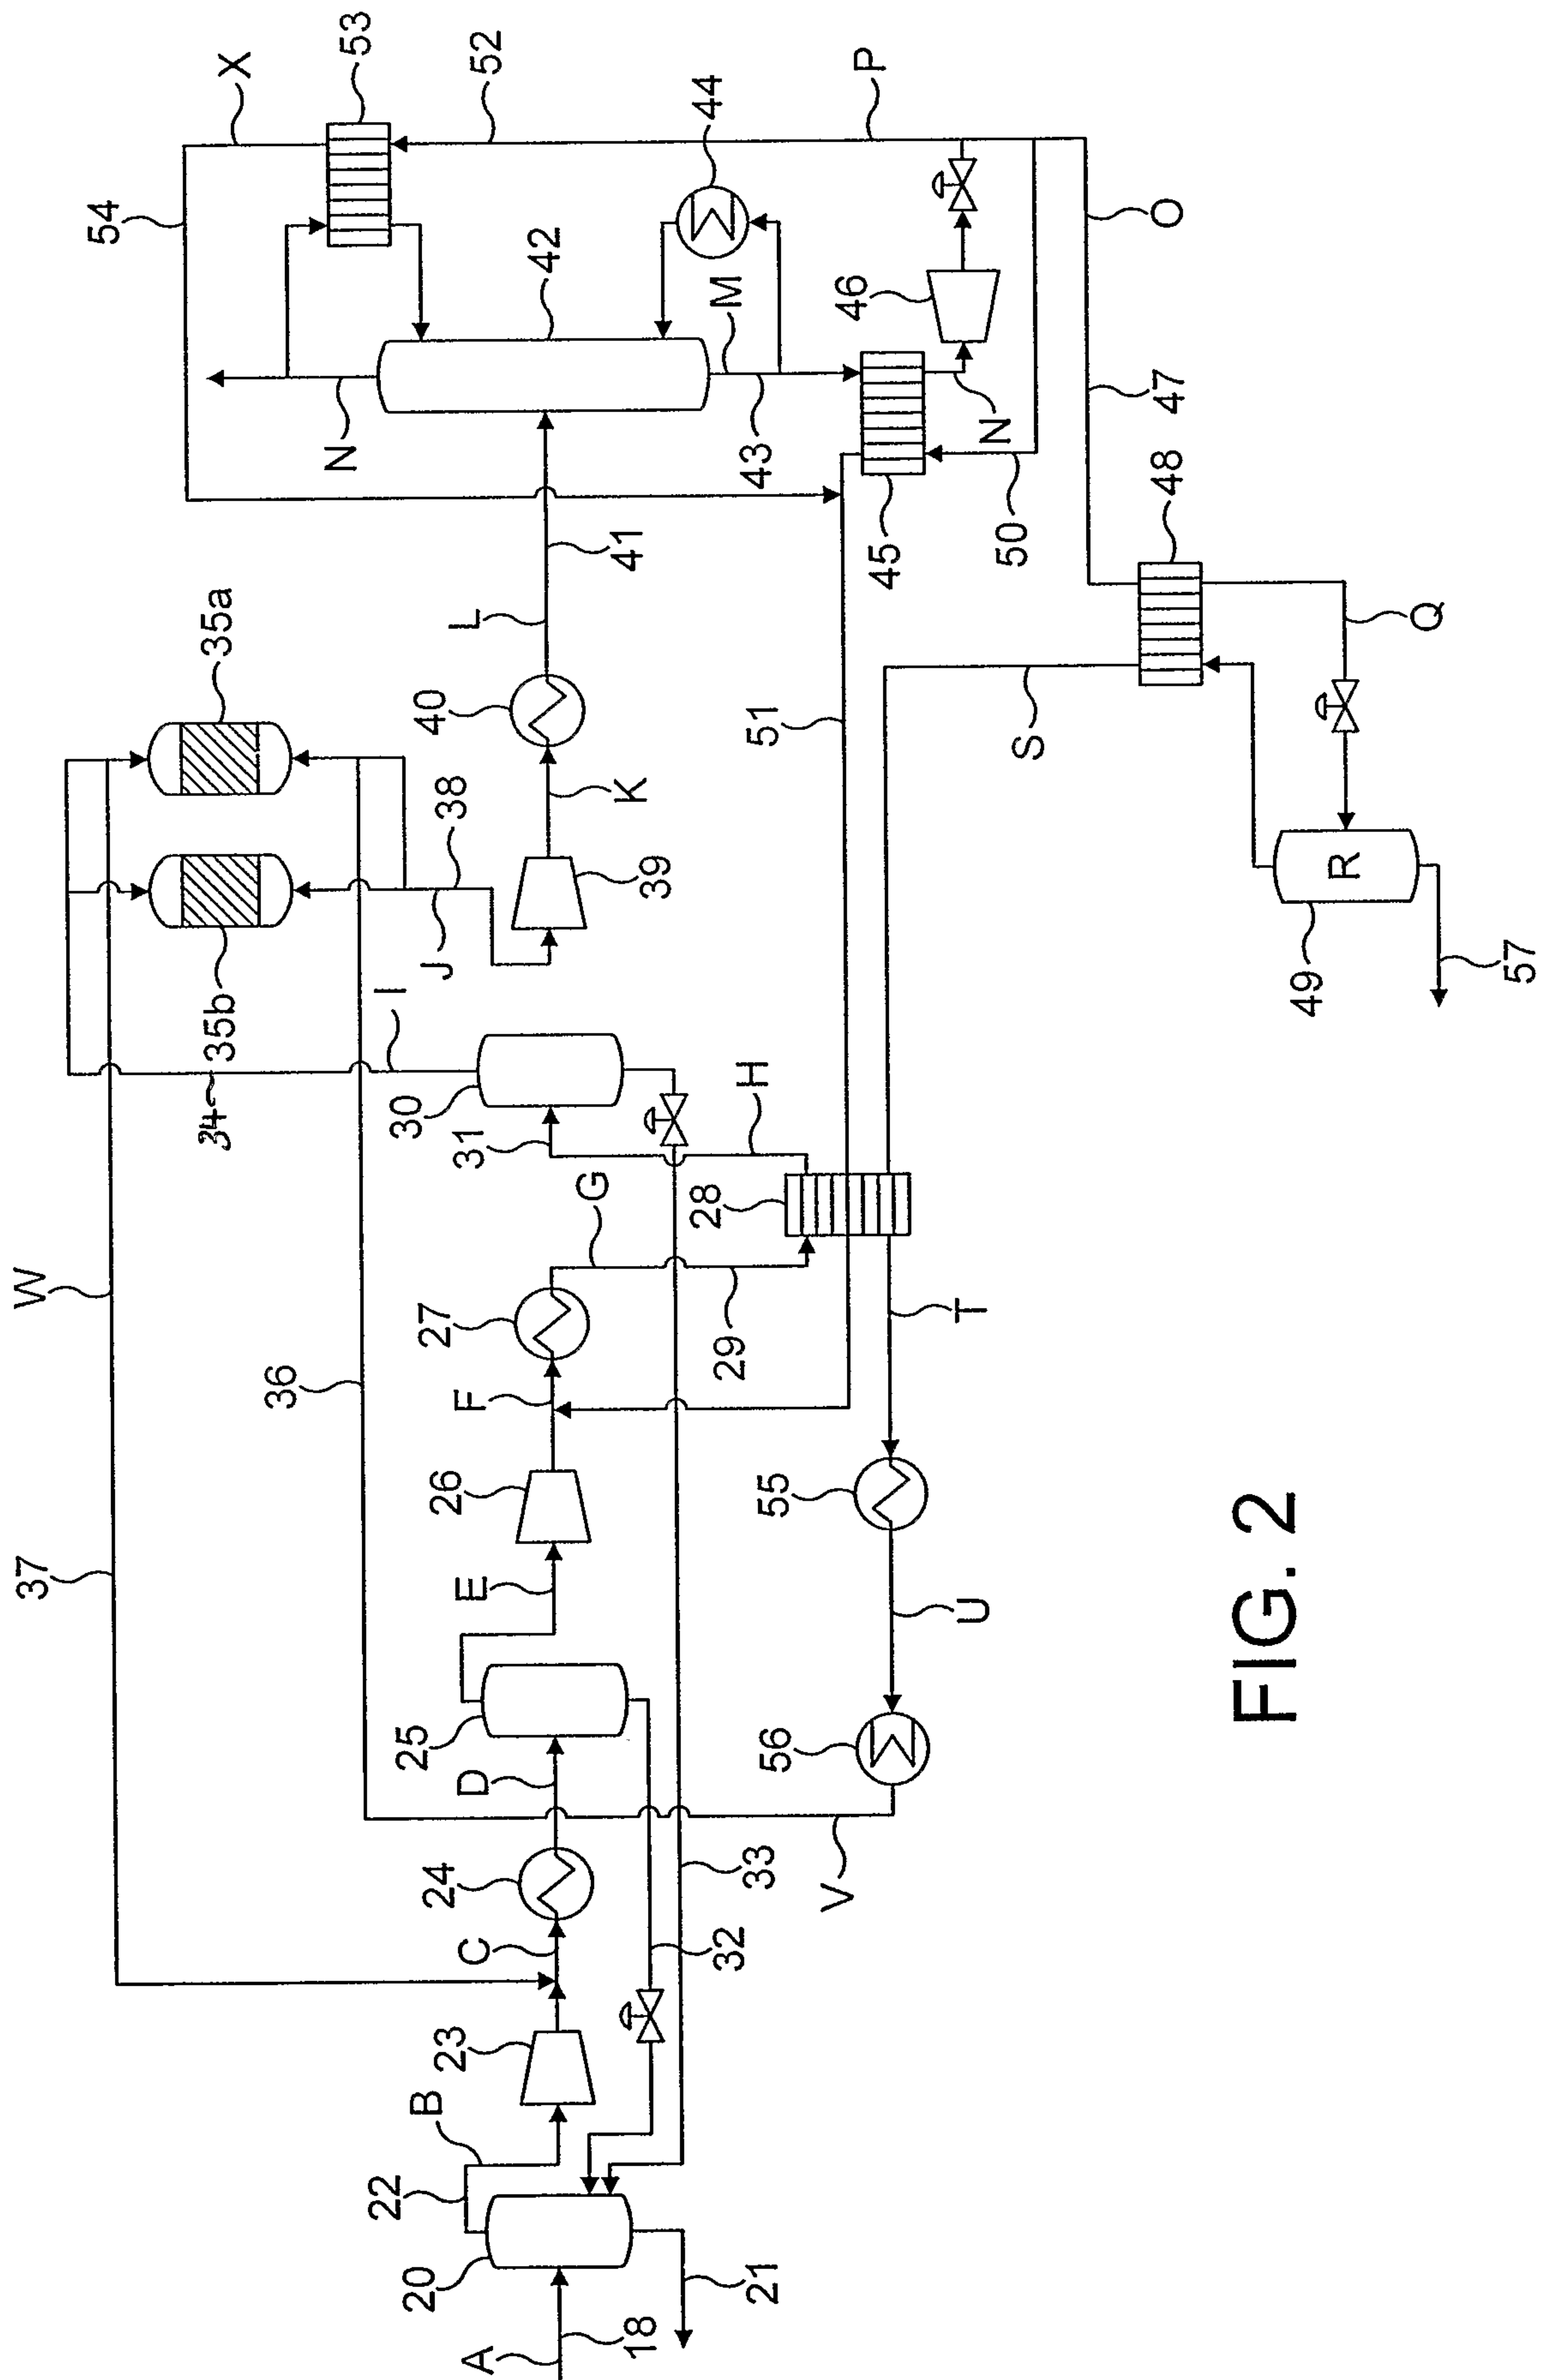 X
53
52
P
54
44
42
M
46
O
N
43
N
47
45
50
48
41
L
35a
40
51
Q
S
K
38
39
J
35b
I
34
R
49
57
30
31
H
G
28
W
27
29
T
36
F
26
55
37
E
U
25
D
56
24
C
33
V
32
23
B
22
20
21
18
A
FIG. 2